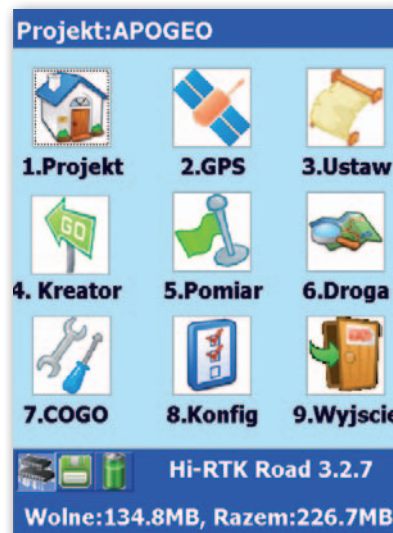 Projekt:APOGEO
1.Projekt 2.GPS 3.Ustaw
4. Kreator 5.Pomiar 6.Droga
GO
7.COGO 8.Konfig 9.Wyjscie
Hi-RTK Road 3.2.7
Wolne:134.8MB, Razem:226.7MB